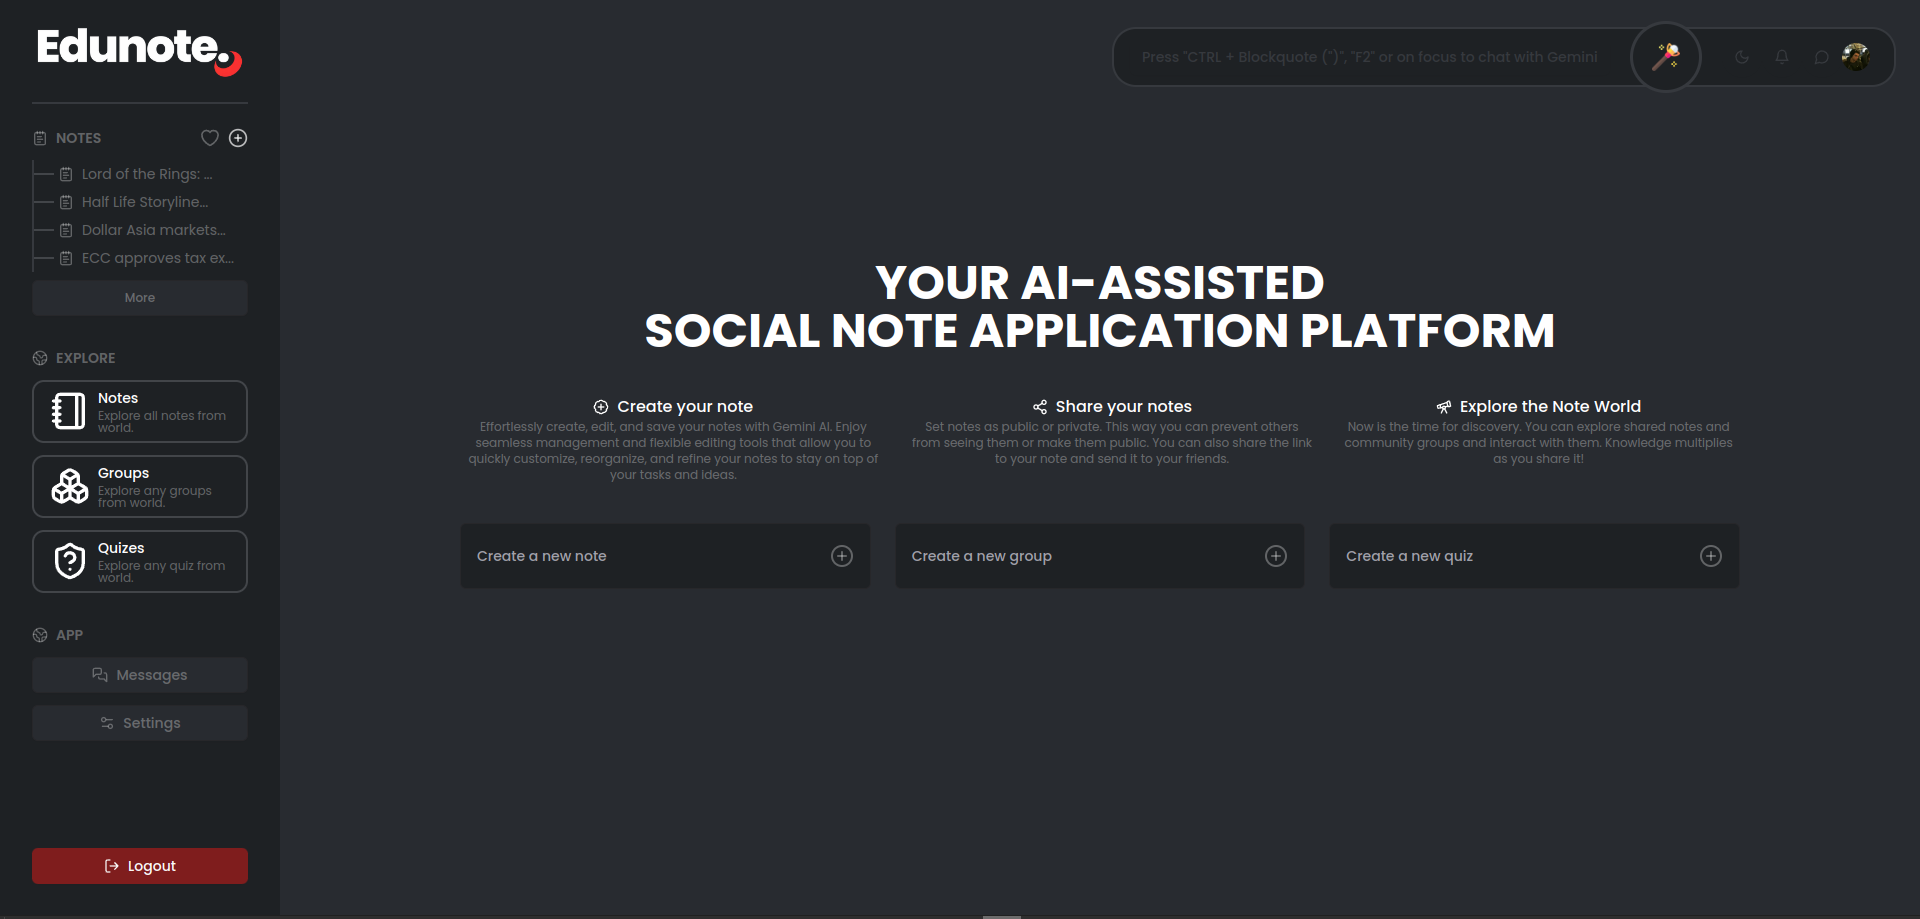 Edunote.
NOTES
Lord of the Rings: ...
Half Life Storyline...
Dollar Asia markets...
ECC approves tax ex...
More
EXPLORE
Notes
Explore all notes from
world.
Groups
Explore any groups
from world.
Quizes
Explore any quiz from
world.
APP
Messages
Settings
Logout
Press "CTRL + Blockquote (")", "F2" or on focus to chat with Gemini
YOUR AI-ASSISTED
SOCIAL NOTE APPLICATION PLATFORM
Create your note
Effortlessly create, edit, and save your notes with Gemini AI. Enjoy
seamless management and flexible editing tools that allow you to
quickly customize, reorganize, and refine your notes to stay on top of
your tasks and ideas.
Share your notes
Set notes as public or private. This way you can prevent others
from seeing them or make them public. You can also share the link
to your note and send it to your friends.
Explore the Note World
Now is the time for discovery. You can explore shared notes and
community groups and interact with them. Knowledge multiplies
as you share it!
Create a new note
Create a new group
Create a new quiz